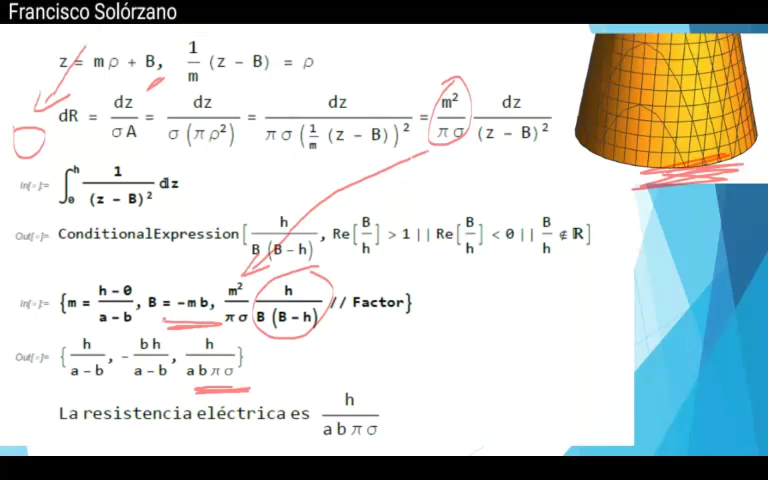 Francisco Solórzano
z = m ρ + B, 1/m (z - B) = ρ
dR = dz/(σ A) = dz/(σ (π ρ²)) = dz/(π σ (1/m (z - B))²) = m²/(π σ) dz/(z - B)²
In[◦]:= ∫₀ʰ 1/(z - B)² ⅆz
Out[◦]= ConditionalExpression[h/(B (B - h)), Re[B/h] > 1 || Re[B/h] < 0 || B/h ∉ ℝ]
In[◦]:= {m = (h - 0)/(a - b), B = -m b, m²/(π σ) h/(B (B - h)) // Factor}
Out[◦]= {h/(a - b), - b h/(a - b), h/(a b π σ)}
La resistencia eléctrica es h/(a b π σ)